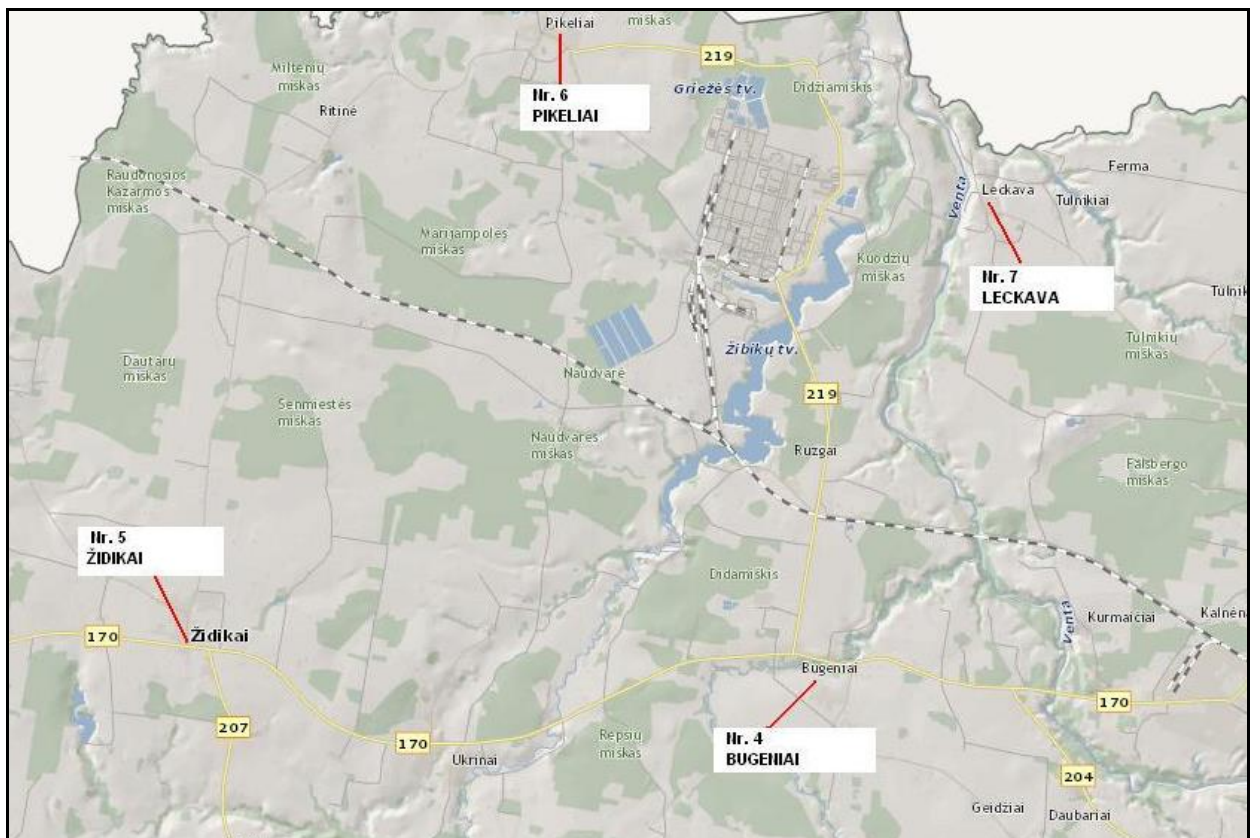 Pikeliai
miškas
219
Miltenių
miškas
Ritinė
Nr. 6
PIKELIAI
Griežės tv.
Didžiamiškis
Raudonosios
Kazarmos
miškas
Venta
Leckava
Ferma
Tulnikiai
Marijampolės
miškas
Kuodžių
miškas
Nr. 7
LECKAVA
Tulnik
Tulnikių
miškas
Dautarų
miškas
Žibikų tv.
Naudvarė
219
Senmiestės
miškas
Naudvarės
miškas
Ruzgai
Falsbergo
miškas
Nr. 5
ŽIDIKAI
Didamiškis
Venta
Kurmaičiai
Kalnėn
170
Židikai
Bugeniai
207
170
Ukrinai
Repšių
miškas
Nr. 4
BUGENIAI
170
204
Geidžiai
Daubariai